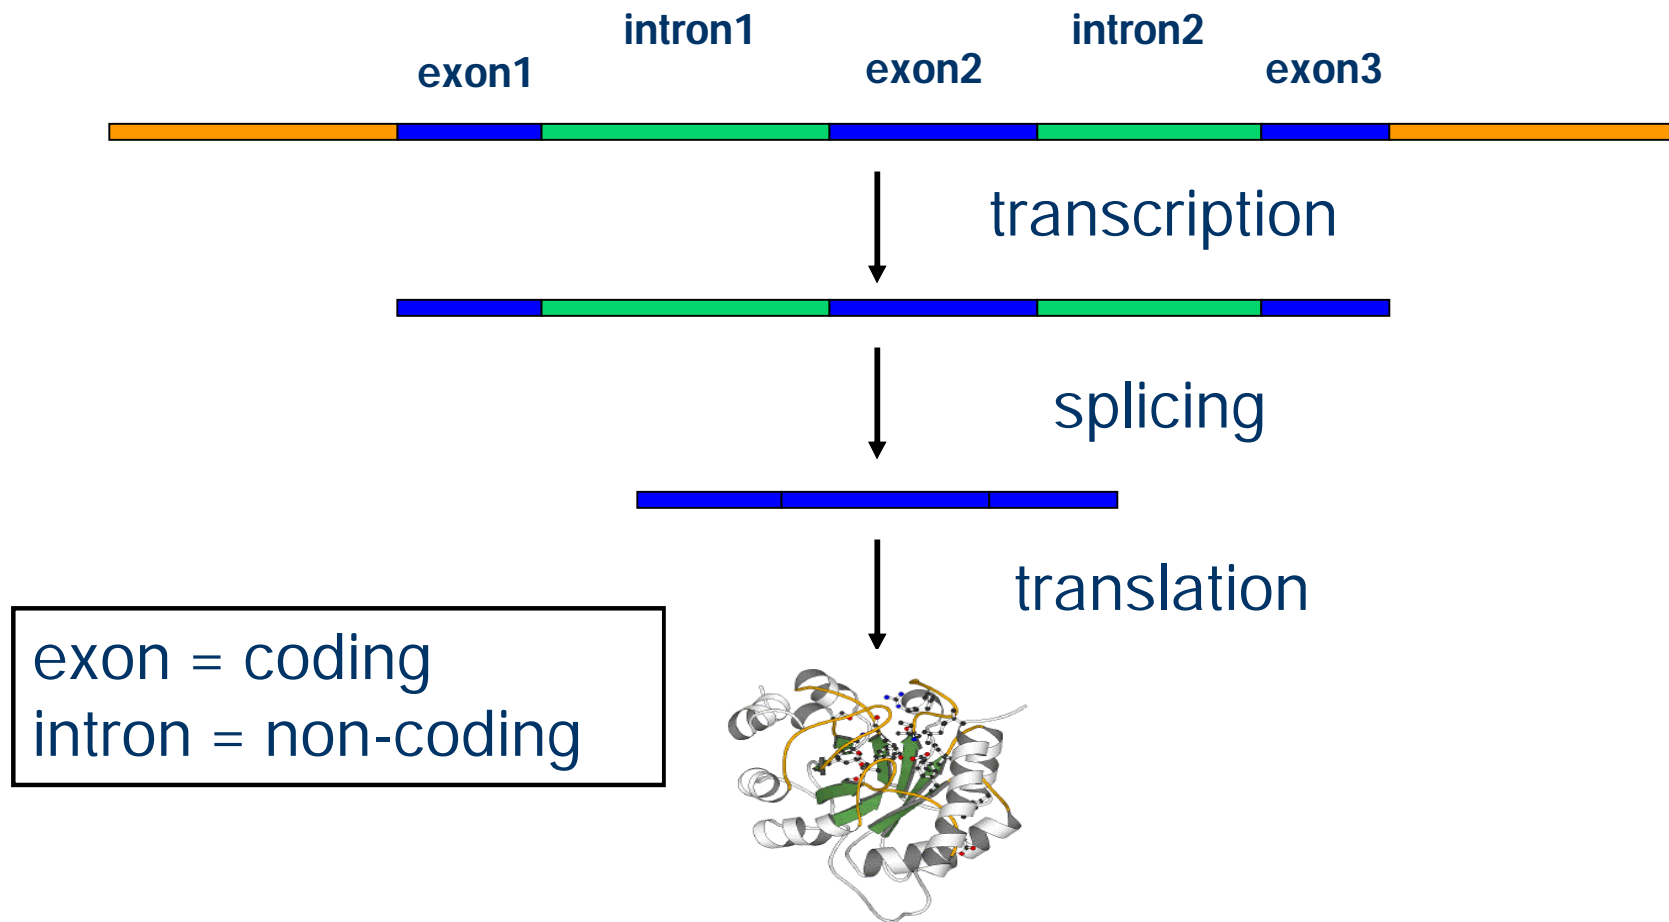 intron1
intron2
exon1
exon2
exon3
transcription
splicing
translation
exon = coding
intron = non-coding